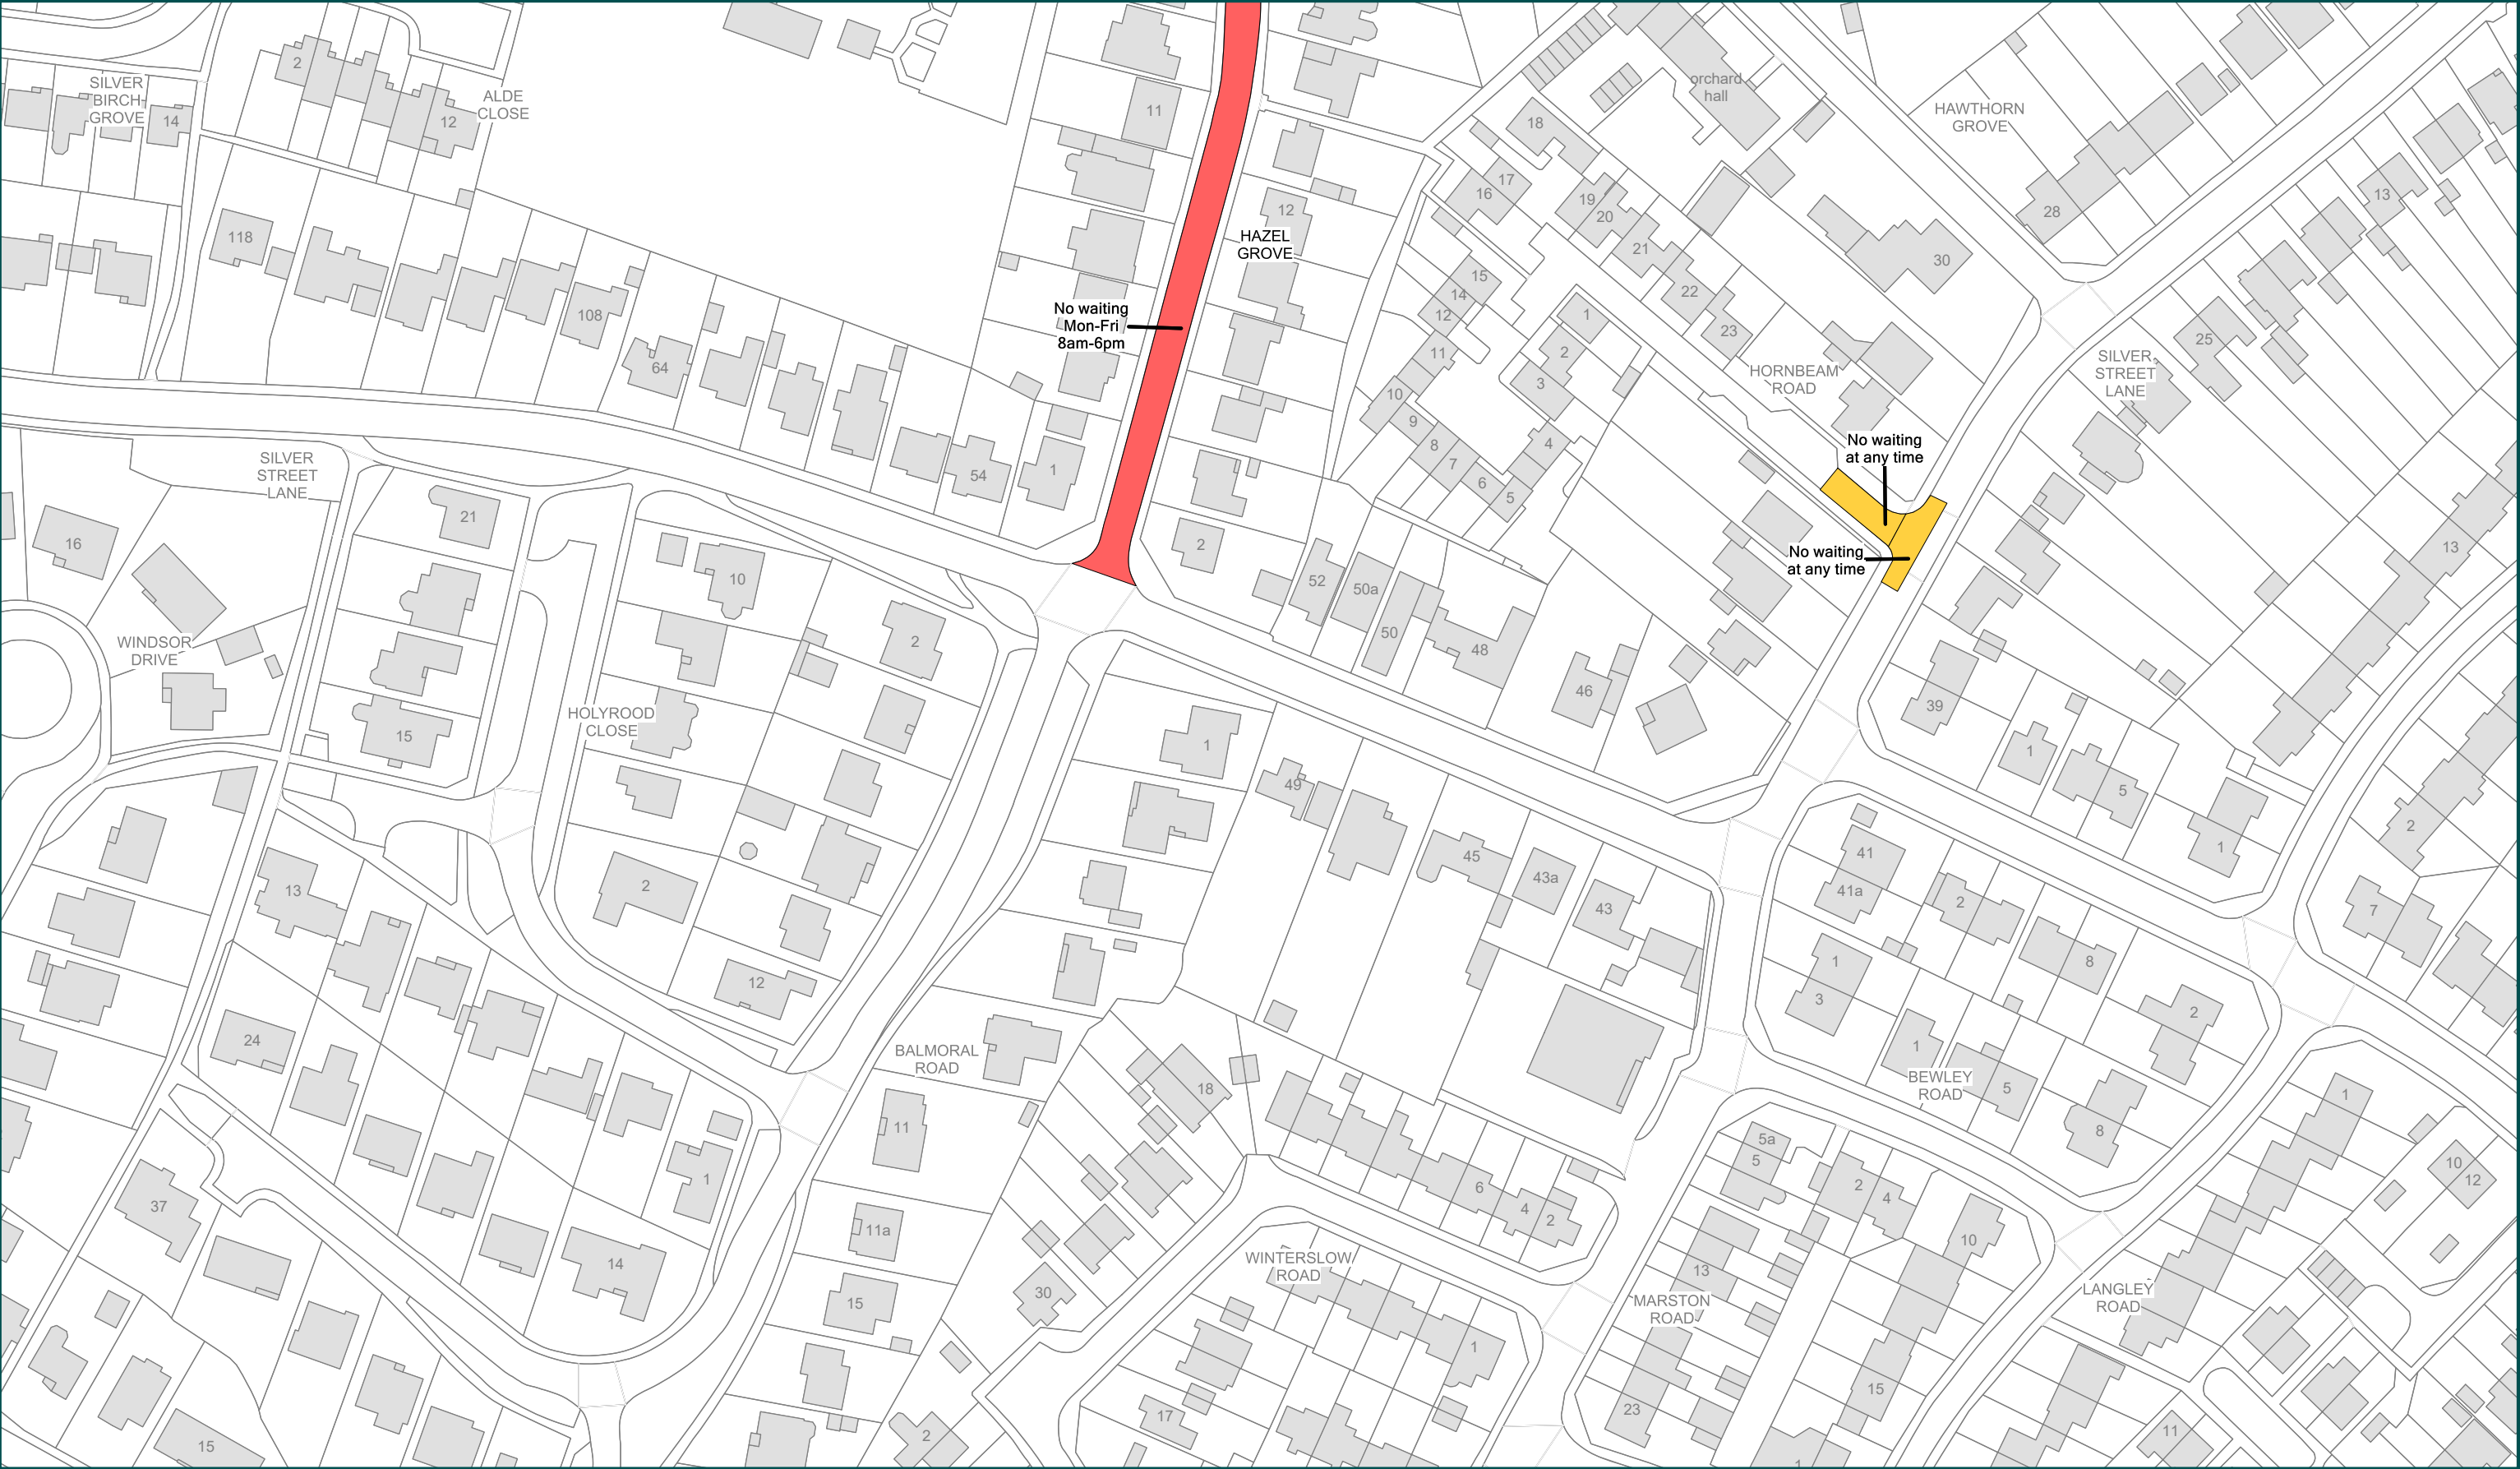 2
SILVER
BIRCH
GROVE
14
ALDE
CLOSE
12
11
orchard
hall
HAWTHORN
GROVE
18
17
16
19
20
21
22
23
28
30
13
118
108
64
12
HAZEL
GROVE
No waiting
Mon-Fri
8am-6pm
15
14
12
11
10
9
8
7
6
5
4
1
2
3
HORNBEAM
ROAD
SILVER
STREET
LANE
25
No waiting
at any time
No waiting
at any time
13
SILVER
STREET
LANE
54
1
2
21
16
10
52
50a
50
48
46
39
1
5
1
2
7
WINDSOR
DRIVE
15
HOLYROOD
CLOSE
2
1
49
45
43a
43
41
41a
2
8
2
1
3
1
5
8
BEWLEY
ROAD
13
2
12
24
BALMORAL
ROAD
11
18
1
37
11a
14
15
30
6
4
2
WINTERSLOW
ROAD
1
17
5a
5
2
4
10
13
MARSTON
ROAD
15
23
1
LANGLEY
ROAD
1
10
12
11
15
2